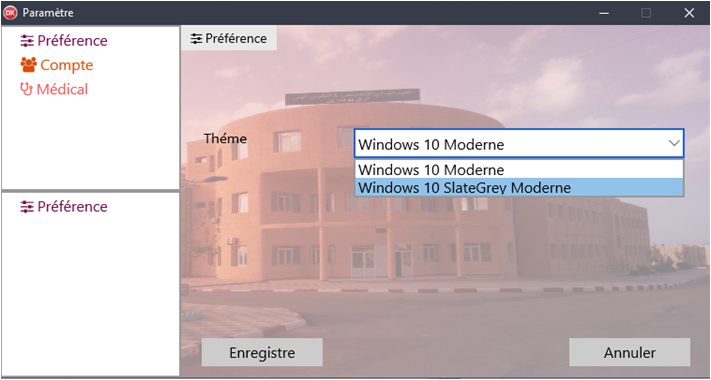 Paramètre
Préférence
Compte
Médical
Préférence
Préférence
Théme
Windows 10 Moderne
Windows 10 Moderne
Windows 10 SlateGrey Moderne
Enregistre
Annuler